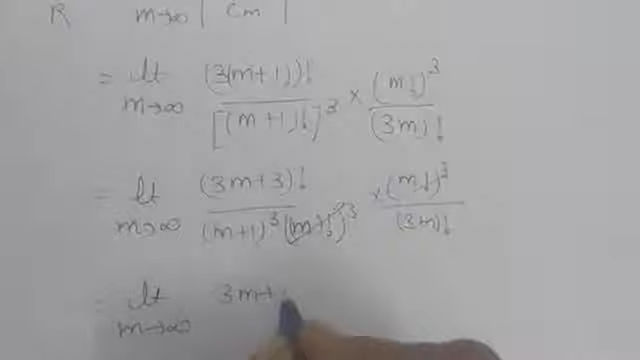 R m→∞ | Cm |
= lt m→∞ (3(m+1))! / [(m+1)!]^3 × (m!)^3 / (3m)!
= lt m→∞ (3m+3)! / (m+1)^3 (m!)^3 × (m!)^3 / (3m)!
= lt m→∞ 3m+